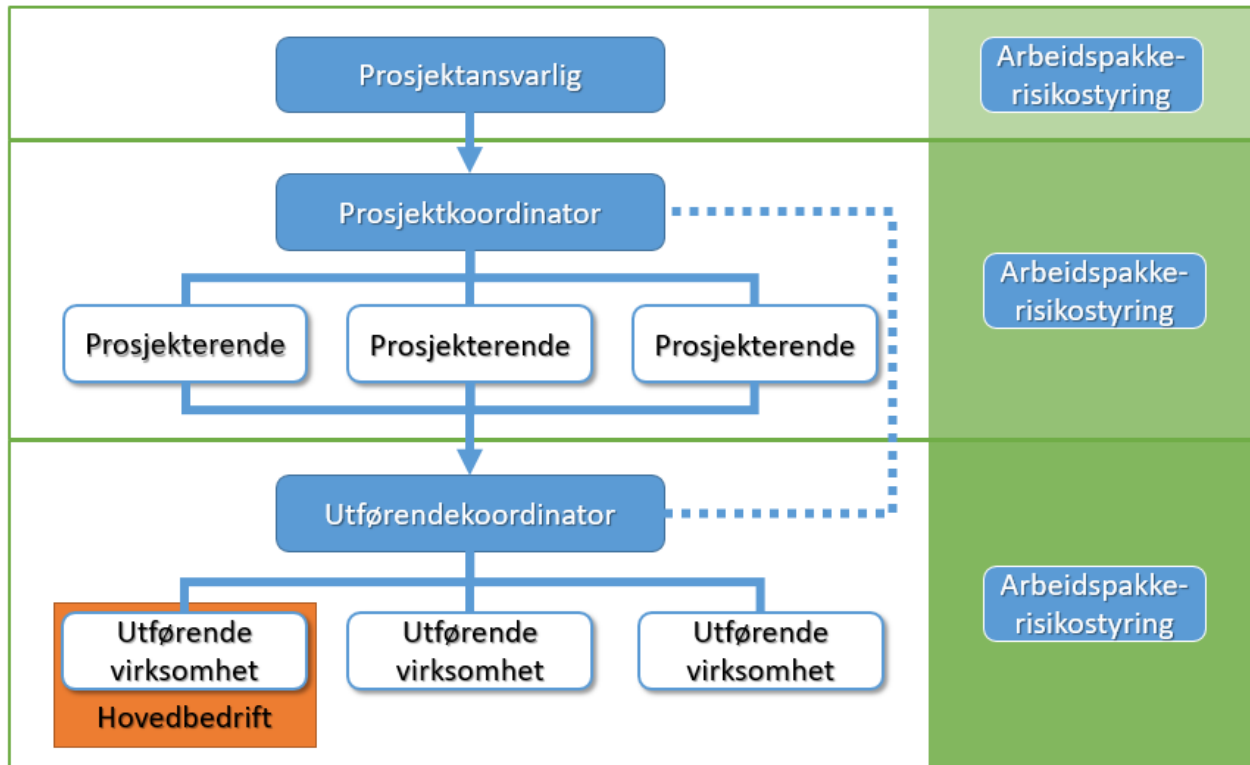 Prosjektansvarlig
Arbeidspakke-
risikostyring
Prosjektkoordinator
Arbeidspakke-
risikostyring
Prosjekterende
Prosjekterende
Prosjekterende
Utførendekoordinator
Arbeidspakke-
risikostyring
Utførende
virksomhet
Utførende
virksomhet
Utførende
virksomhet
Hovedbedrift